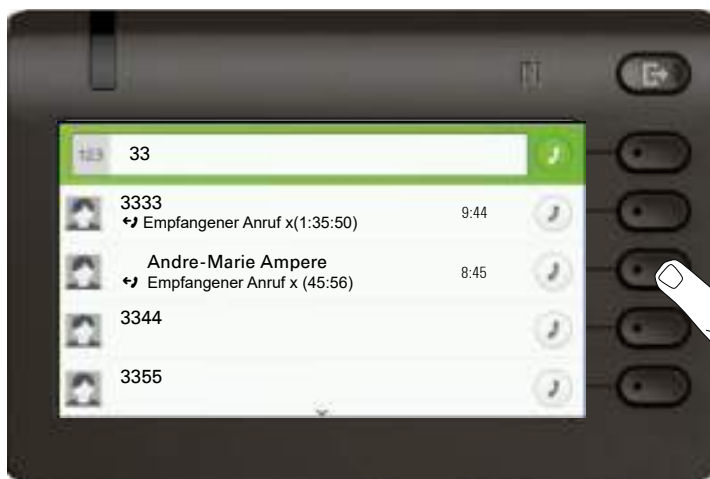 123
33
3333
Empfangener Anruf x(1:35:50)
9:44
Andre-Marie Ampere
Empfangener Anruf x (45:56)
8:45
3344
3355